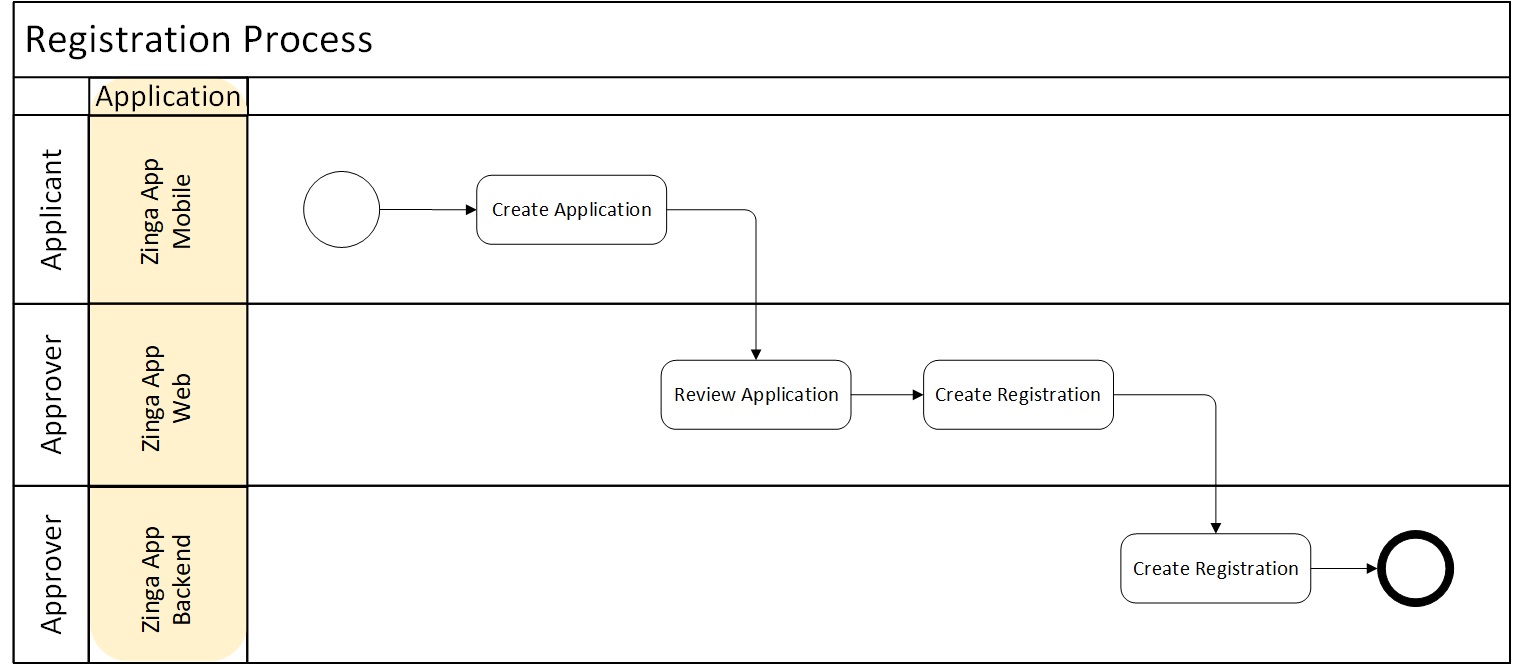 Registration Process
Application
Applicant
Zinga App
Mobile
Create Application
Approver
Zinga App
Web
Review Application
Create Registration
Approver
Zinga App
Backend
Create Registration